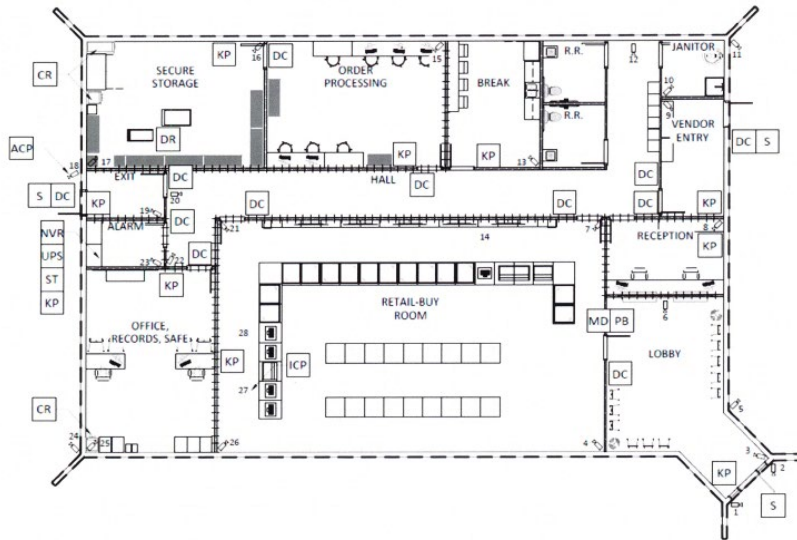 KP
16
DC
15
12
JANITOR
11
CR
SECURE
STORAGE
ORDER
PROCESSING
BREAK
R.R.
10
9
VENDOR
ENTRY
R.R.
DR
DC S
ACP
18
17
KP
KP
13
EXIT
DC
HALL
DC
DC
S DC
KP
20
19
DC
DC
DC
DC
KP
NVR
ALARM
21
7
8
RECEPTION
UPS
DC
14
KP
ST
23
22
KP
KP
RETAIL-BUY
ROOM
6
MD PB
OFFICE,
RECORDS, SAFE
28
LOBBY
KP
ICP
DC
27
CR
5
24
25
26
4
3
2
KP
1
S